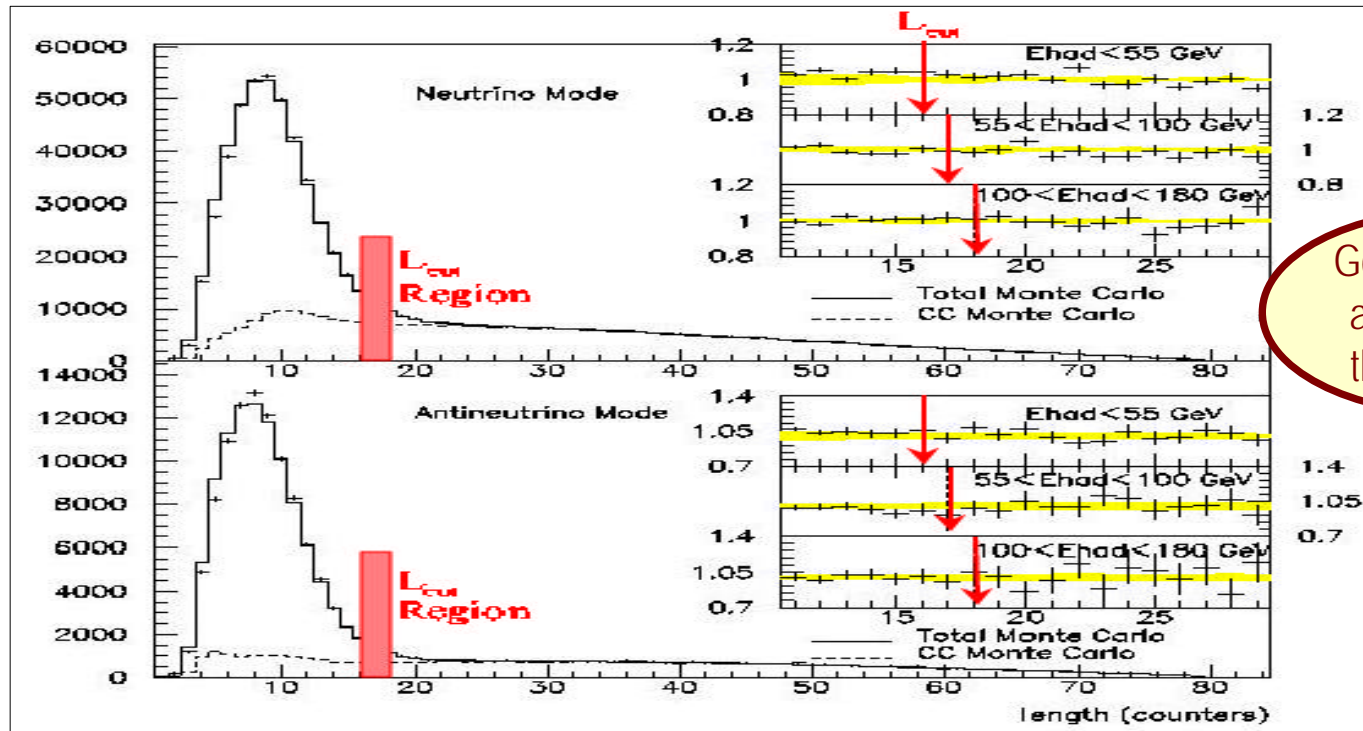 L cut
60000
50000
40000
30000
20000
10000
0
Neutrino Mode
L cut
Region
10 20 30 40 50 60 70 80
1.2
1
0.8
Ehad<55 GeV
55<Ehad<100 GeV
1.2
1
0.8
1.2
1
0.8
100<Ehad<180 GeV
15 20 25
Total Monte Carlo
CC Monte Carlo
14000
12000
10000
8000
6000
4000
2000
0
Antineutrino Mode
L cut
Region
10 20 30 40 50 60 70 80
1.4
1.05
0.7
Ehad<55 GeV
55<Ehad<100 GeV
1.4
1.05
0.7
1.4
1.05
0.7
100<Ehad<180 GeV
15 20 25
Total Monte Carlo
CC Monte Carlo
length (counters)